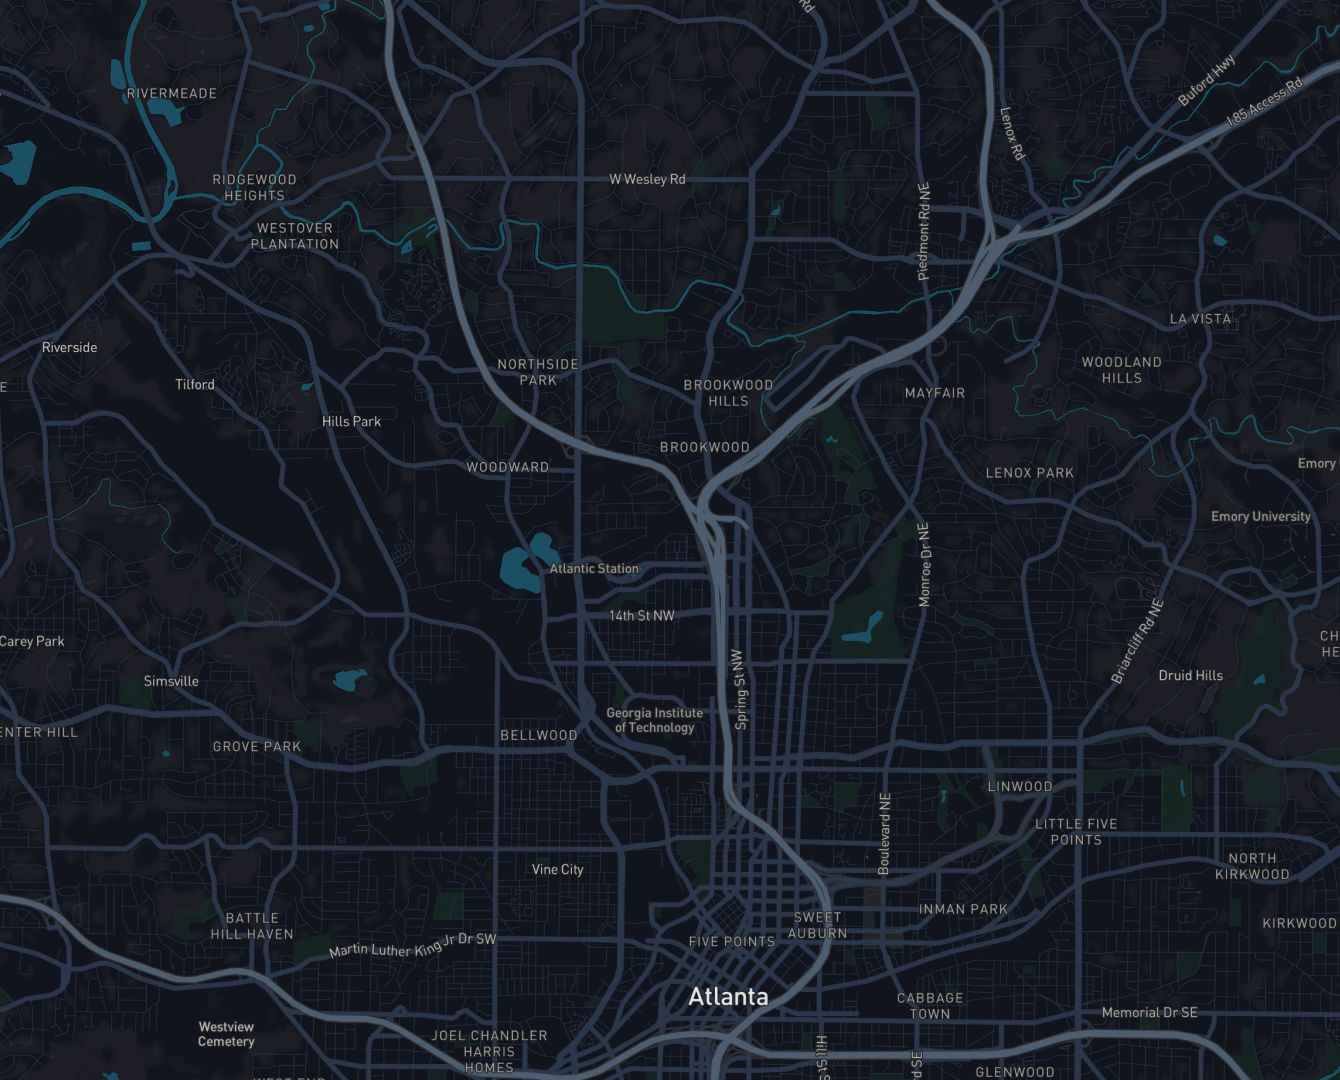 Rd
Buford Hwy
RIVERMEADE
I 85 Access Rd
Lenox Rd
W Wesley Rd
RIDGEWOOD
HEIGHTS
Piedmont Rd NE
WESTOVER
PLANTATION
LA VISTA
Riverside
NORTHSIDE
PARK
WOODLAND
HILLS
Tilford
E
BROOKWOOD
HILLS
MAYFAIR
Hills Park
BROOKWOOD
WOODWARD
LENOX PARK
Emory
Emory University
Monroe Dr NE
Atlantic Station
14th St NW
Carey Park
CH
HE
Briarcliff Rd NE
Simsville
Druid Hills
Spring St NW
Georgia Institute
of Technology
ENTER HILL
GROVE PARK
BELLWOOD
LINWOOD
Boulevard NE
LITTLE FIVE
POINTS
Vine City
NORTH
KIRKWOOD
INMAN PARK
BATTLE
HILL HAVEN
SWEET
AUBURN
KIRKWOOD
Martin Luther King Jr Dr SW
FIVE POINTS
Atlanta
CABBAGE
TOWN
Memorial Dr SE
Westview
Cemetery
JOEL CHANDLER
HARRIS
HOMES
Hill St
d SE
GLENWOOD
WEST END